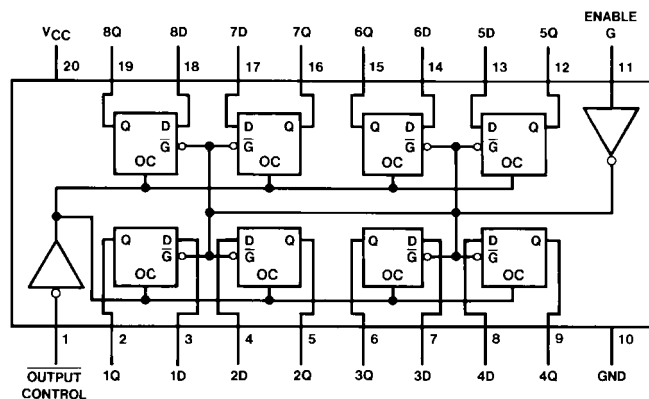 ENABLE
VCC 8Q 8D 7D 7Q 6Q 6D 5D 5Q G
20 19 18 17 16 15 14 13 12 11
Q D D Q Q D D Q
G̅ G̅ G̅ G̅
OC OC OC OC
Q D D Q Q D D Q
G̅ G̅ G̅ G̅
OC OC OC OC
1 2 3 4 5 6 7 8 9 10
OUTPUT 1Q 1D 2D 2Q 3Q 3D 4D 4Q GND
CONTROL